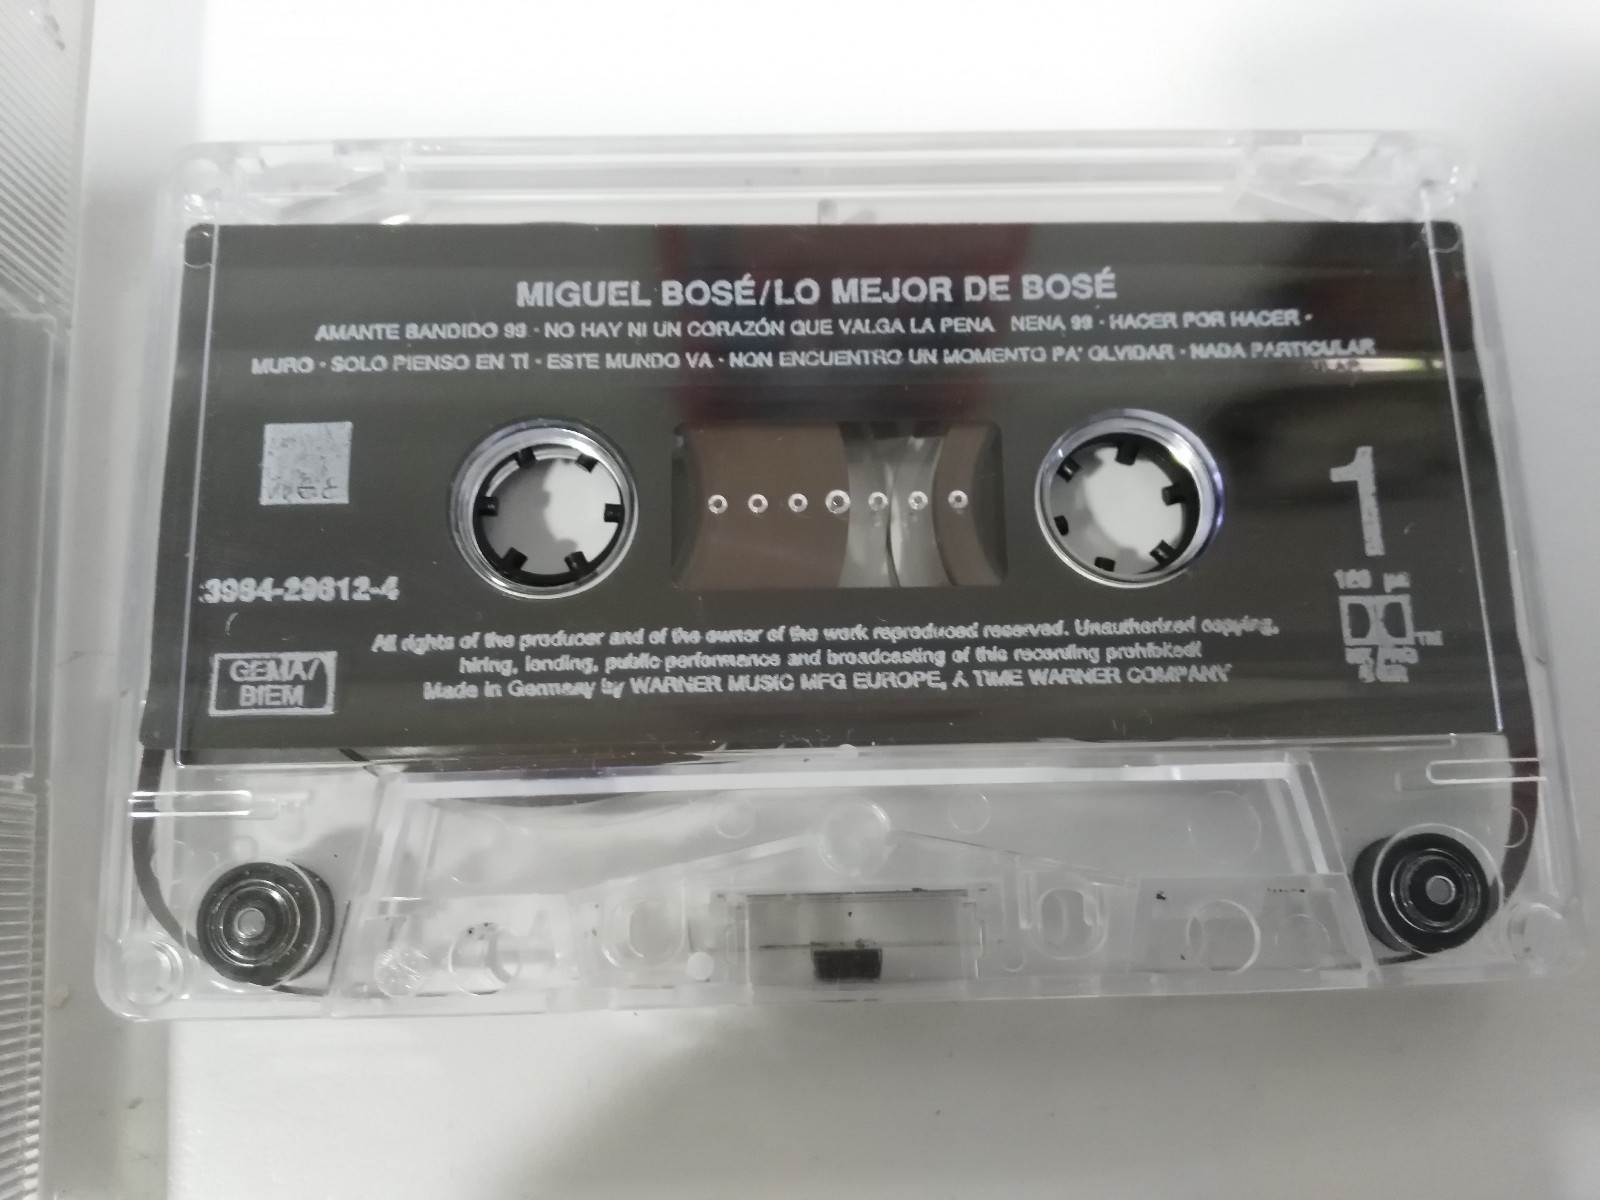 MIGUEL BOSÉ/LO MEJOR DE BOSÉ
AMANTE BANDIDO 99 · NO HAY NI UN CORAZÓN QUE VALGA LA PENA NENA 99 · HACER POR HACER ·
MURO · SOLO PIENSO EN TI · ESTE MUNDO VA · NON ENCUENTRO UN MOMENTO PA' OLVIDAR · NADA PARTICULAR
1
3984-29812-4
120 µs
TM
GEMA/
BIEM
All rights of the producer and of the owner of the work reproduced reserved. Unauthorized copying,
hiring, lending, public performance and broadcasting of this recording prohibited!
Made in Germany by WARNER MUSIC MFG EUROPE, A TIME WARNER COMPANY